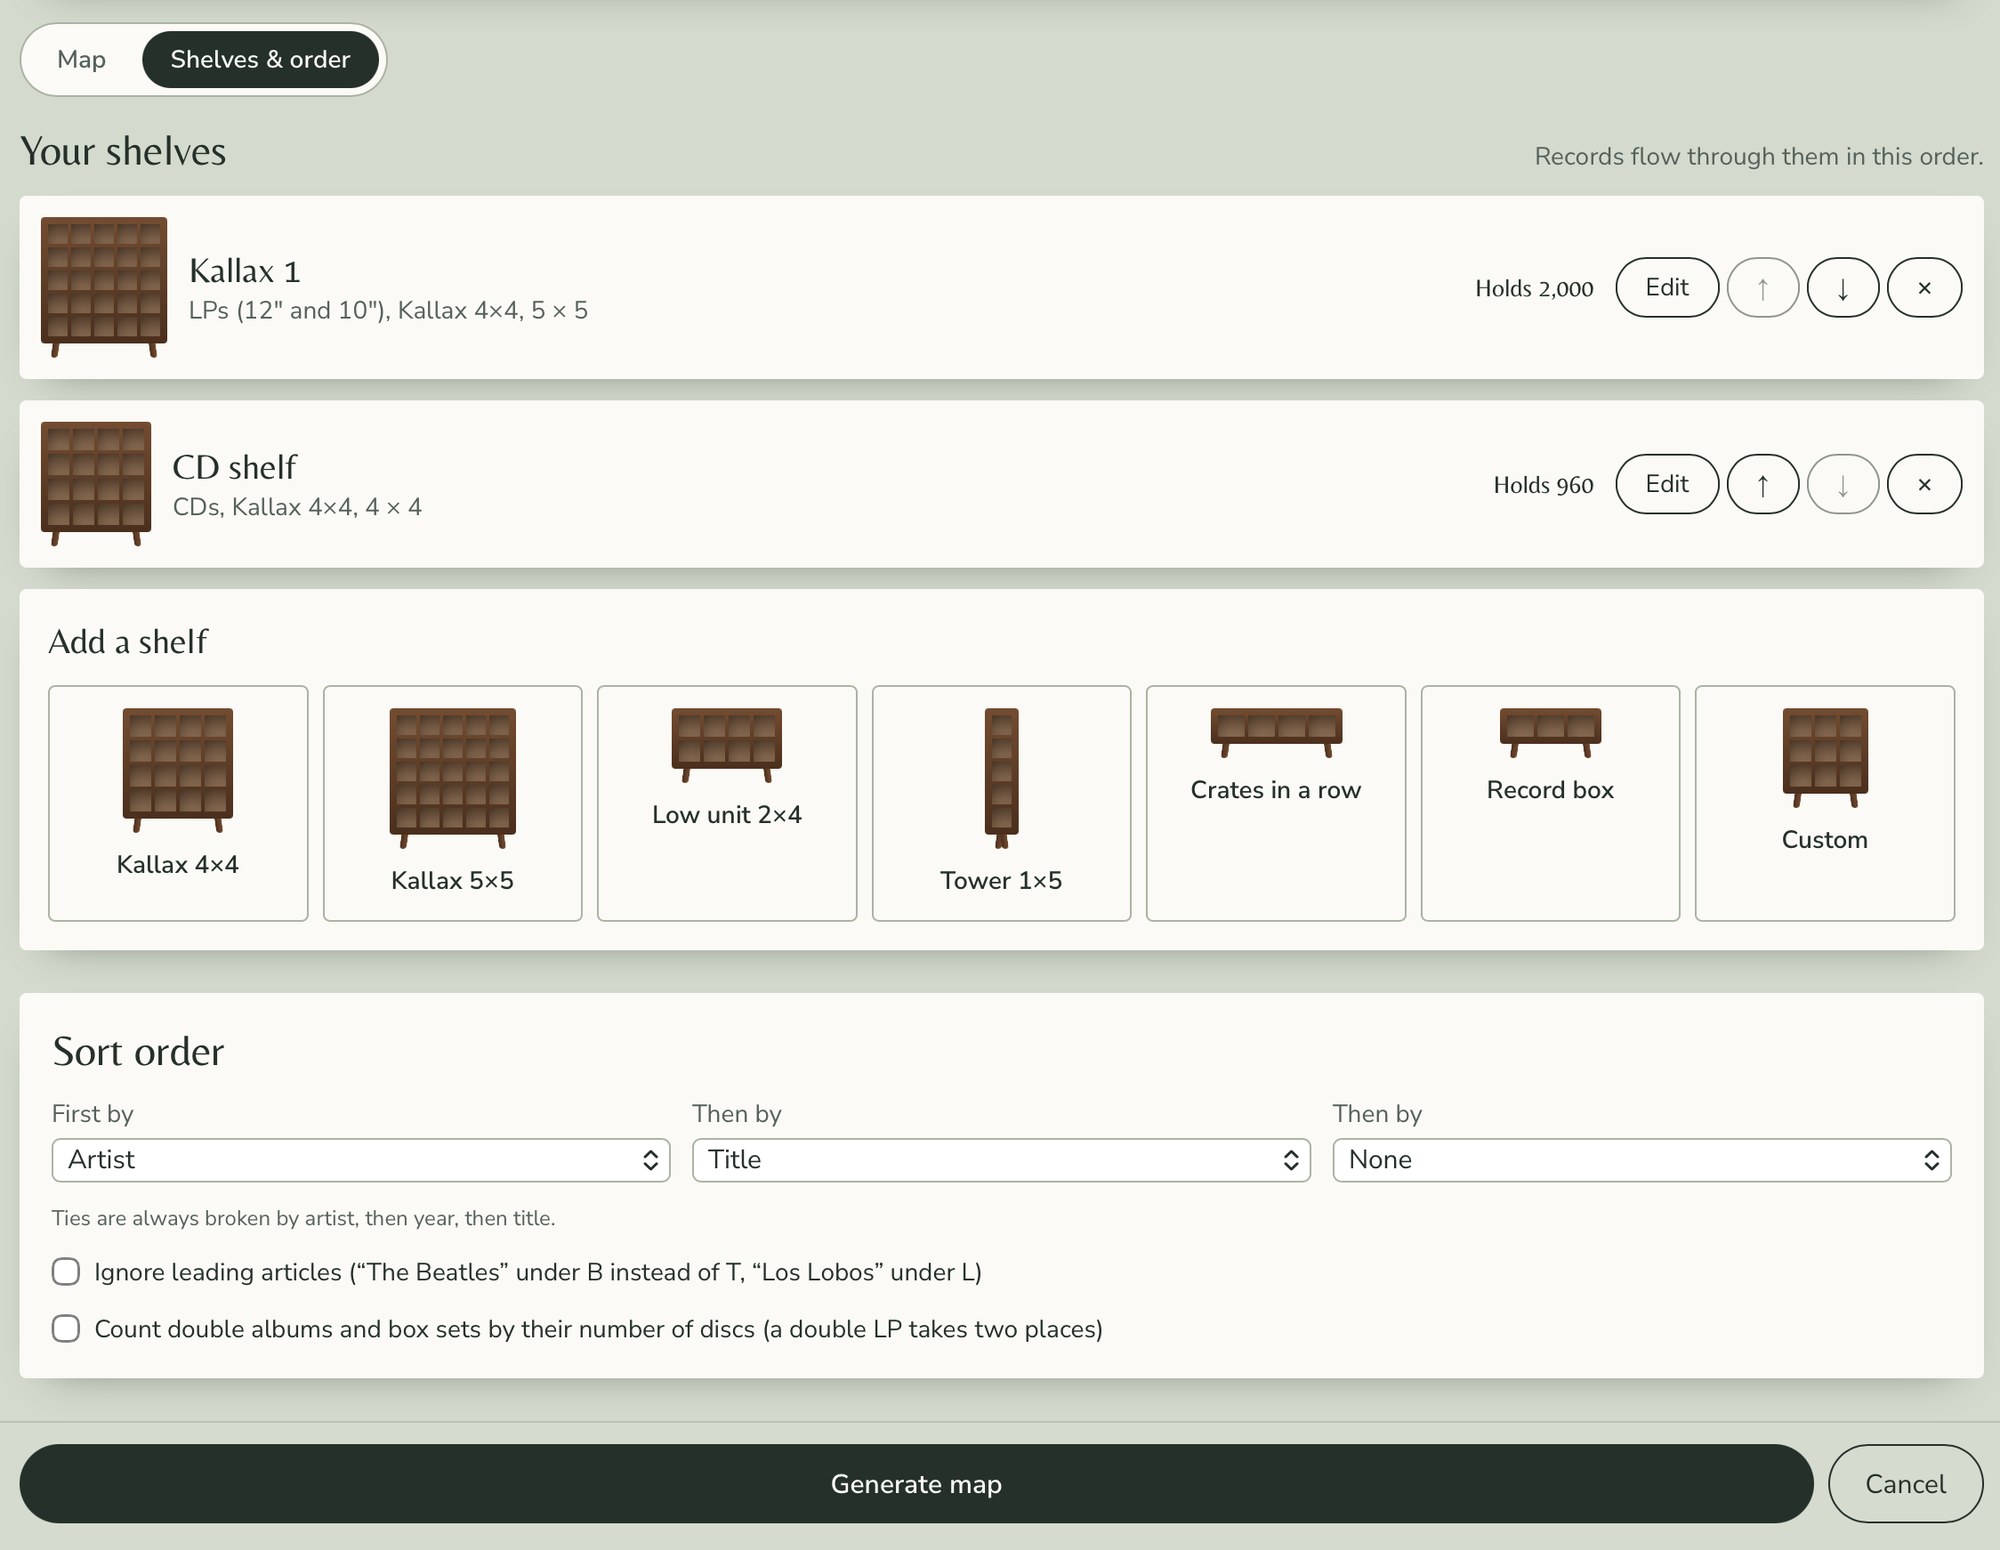 Map
Shelves & order
Your shelves
Records flow through them in this order.
Kallax 1
LPs (12" and 10"), Kallax 4×4, 5 × 5
Holds 2,000
Edit
↑
↓
×
CD shelf
CDs, Kallax 4×4, 4 × 4
Holds 960
Edit
↑
↓
×
Add a shelf
Kallax 4×4
Kallax 5×5
Low unit 2×4
Tower 1×5
Crates in a row
Record box
Custom
Sort order
First by
Artist
Then by
Title
Then by
None
Ties are always broken by artist, then year, then title.
Ignore leading articles (“The Beatles” under B instead of T, “Los Lobos” under L)
Count double albums and box sets by their number of discs (a double LP takes two places)
Generate map
Cancel